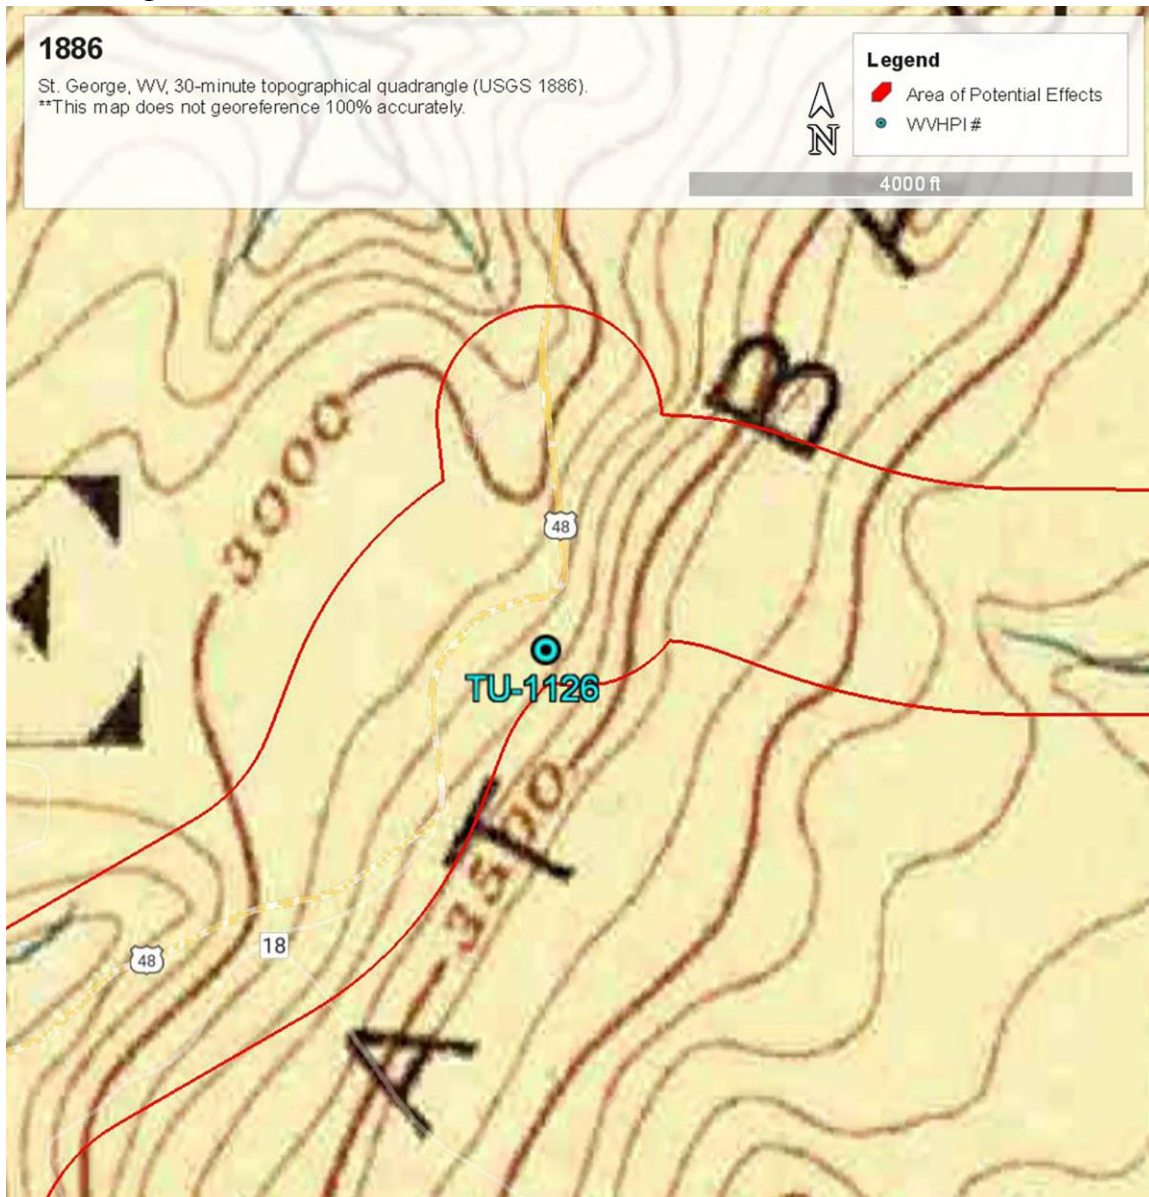 1886
St. George, WV, 30-minute topographical quadrangle (USGS 1886).
**This map does not georeference 100% accurately.
Legend
Area of Potential Effects
WVHPI #
N
4000 ft
B
3000
48
TU-1126
T
3500
18
48
A